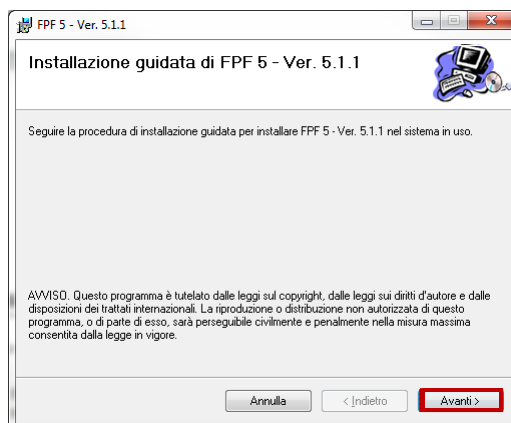 FPF 5 - Ver. 5.1.1
Installazione guidata di FPF 5 - Ver. 5.1.1
Seguire la procedura di installazione guidata per installare FPF 5 - Ver. 5.1.1 nel sistema in uso.
AVVISO. Questo programma è tutelato dalle leggi sul copyright, dalle leggi sui diritti d'autore e dalle
disposizioni dei trattati internazionali. La riproduzione o distribuzione non autorizzata di questo
programma, o di parte di esso, sarà perseguibile civilmente e penalmente nella misura massima
consentita dalla legge in vigore.
Annulla
< Indietro
Avanti >